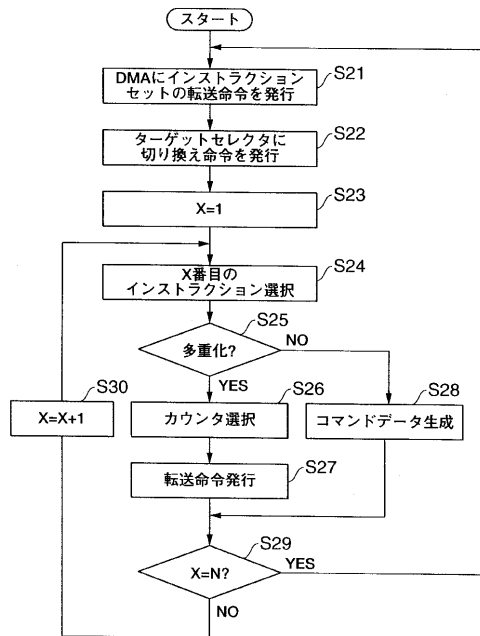 スタート
DMAにインストラクション
セットの転送命令を発行
S21
ターゲットセレクタに
切り換え命令を発行
S22
X=1
S23
X番目の
インストラクション選択
S24
多重化?
S25
NO
YES
S30
X=X+1
カウンタ選択
S26
コマンドデータ生成
S28
転送命令発行
S27
X=N?
S29
YES
NO